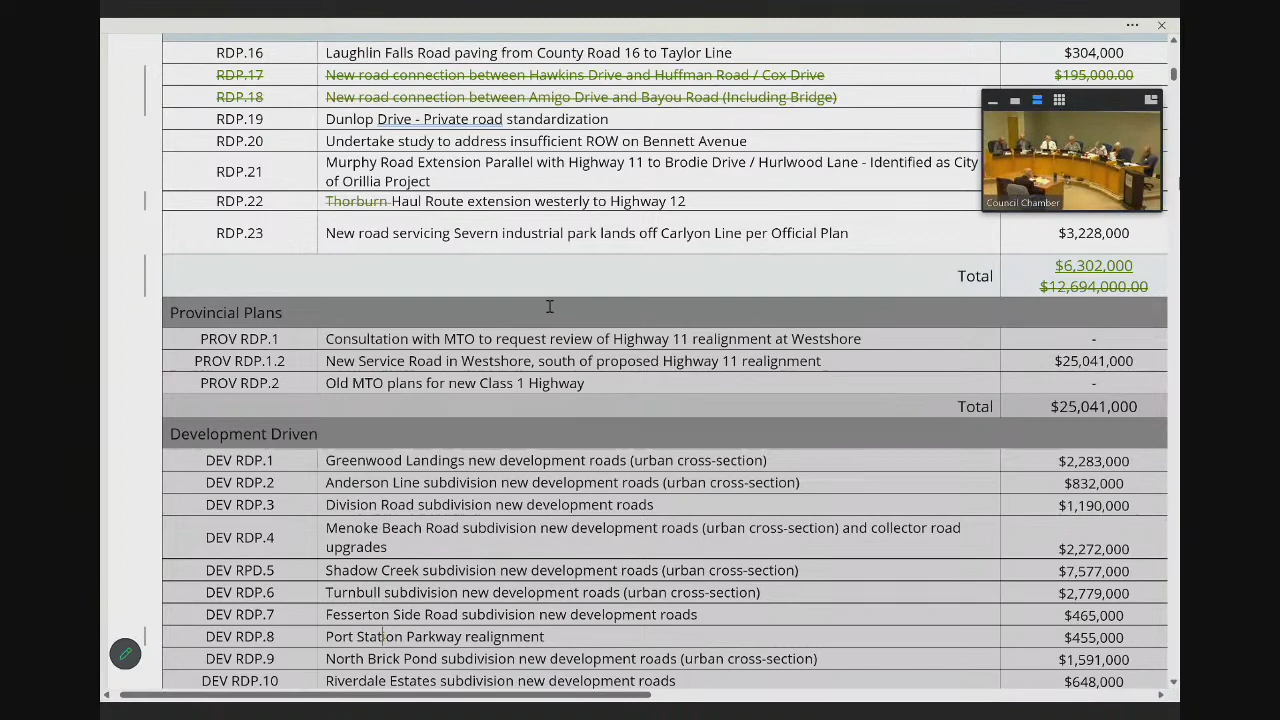 RDP.16 Laughlin Falls Road paving from County Road 16 to Taylor Line $304,000
RDP.17 New road connection between Hawkins Drive and Huffman Road / Cox Drive $195,000.00
RDP.18 New road connection between Amigo Drive and Bayou Road (Including Bridge)
RDP.19 Dunlop Drive - Private road standardization
RDP.20 Undertake study to address insufficient ROW on Bennett Avenue
RDP.21 Murphy Road Extension Parallel with Highway 11 to Brodie Drive / Hurlwood Lane - Identified as City
of Orillia Project
RDP.22 Thorburn Haul Route extension westerly to Highway 12
Council Chamber
RDP.23 New road servicing Severn industrial park lands off Carlyon Line per Official Plan $3,228,000
Total $6,302,000
$12,694,000.00
Provincial Plans
PROV RDP.1 Consultation with MTO to request review of Highway 11 realignment at Westshore -
PROV RDP.1.2 New Service Road in Westshore, south of proposed Highway 11 realignment $25,041,000
PROV RDP.2 Old MTO plans for new Class 1 Highway -
Total $25,041,000
Development Driven
DEV RDP.1 Greenwood Landings new development roads (urban cross-section) $2,283,000
DEV RDP.2 Anderson Line subdivision new development roads (urban cross-section) $832,000
DEV RDP.3 Division Road subdivision new development roads $1,190,000
DEV RDP.4 Menoke Beach Road subdivision new development roads (urban cross-section) and collector road
upgrades $2,272,000
DEV RPD.5 Shadow Creek subdivision new development roads (urban cross-section) $7,577,000
DEV RDP.6 Turnbull subdivision new development roads (urban cross-section) $2,779,000
DEV RDP.7 Fesserton Side Road subdivision new development roads $465,000
DEV RDP.8 Port Station Parkway realignment $455,000
DEV RDP.9 North Brick Pond subdivision new development roads (urban cross-section) $1,591,000
DEV RDP.10 Riverdale Estates subdivision new development roads $648,000